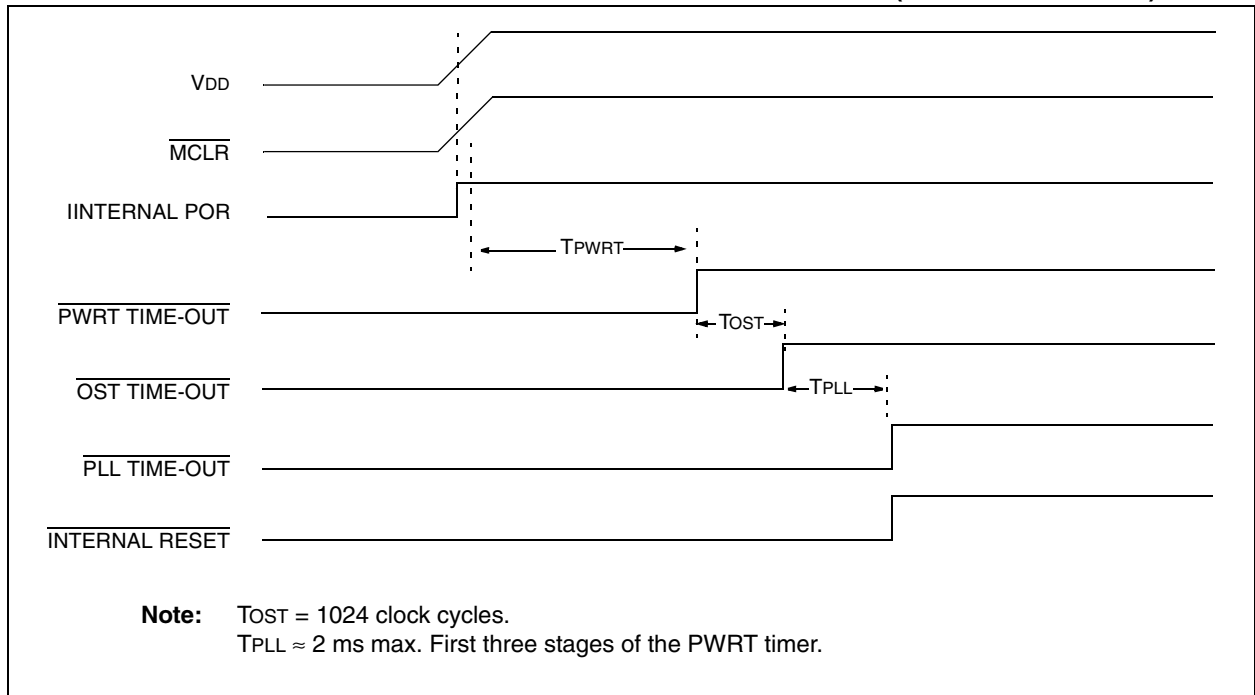 VDD
MCLR
IINTERNAL POR
TPWRT
PWRT TIME-OUT
TOST
OST TIME-OUT
TPLL
PLL TIME-OUT
INTERNAL RESET
Note: TOST = 1024 clock cycles.
TPLL ≈ 2 ms max. First three stages of the PWRT timer.